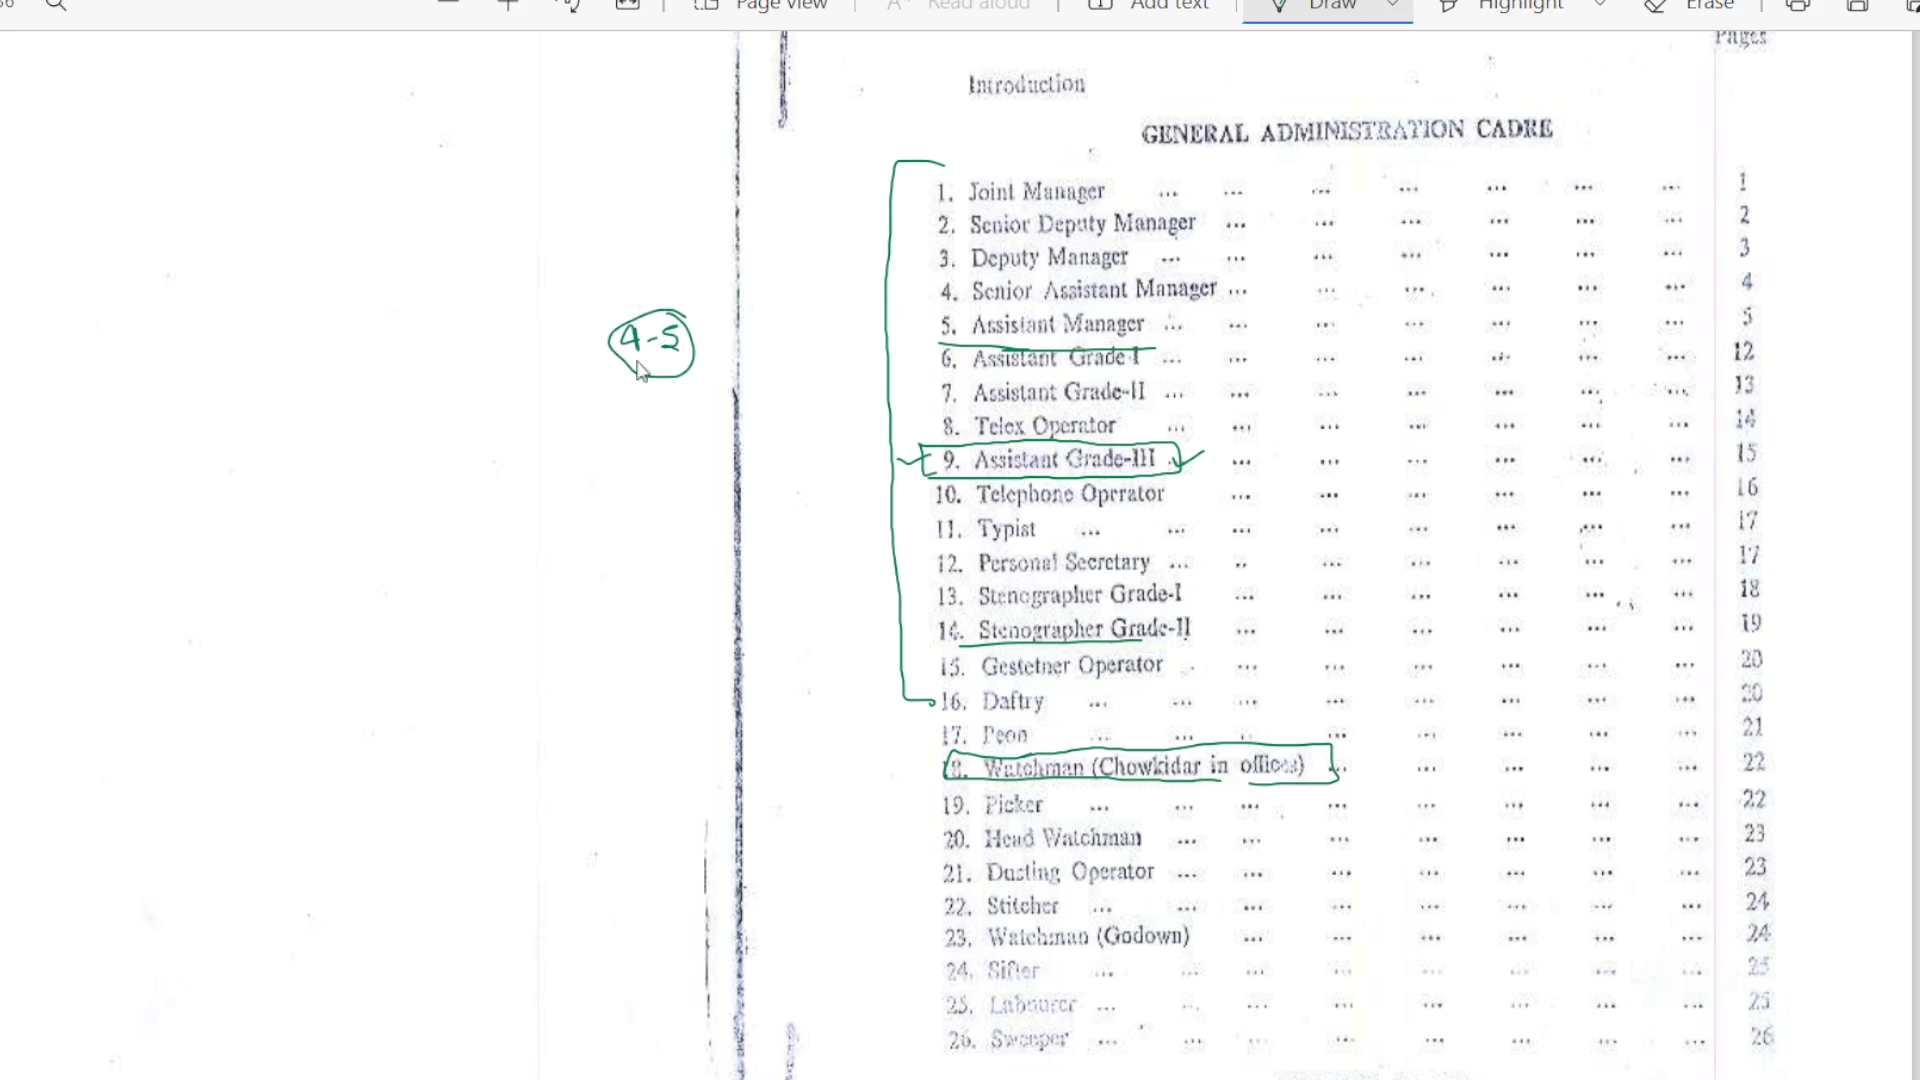 Page view
Read aloud
Add text
Draw
Highlight
Erase
Pages
Introduction
GENERAL ADMINISTRATION CADRE
1. Joint Manager ... ... ... ... ... ... ... 1
2. Senior Deputy Manager ... ... ... ... ... ... 2
3. Deputy Manager ... ... ... ... ... ... ... 3
4. Senior Assistant Manager ... ... ... ... ... ... 4
4-5
5. Assistant Manager ... ... ... ... ... ... ... 5
6. Assistant Grade-I ... ... ... ... ... ... ... 12
7. Assistant Grade-II ... ... ... ... ... ... ... 13
8. Telex Operator ... ... ... ... ... ... ... 14
9. Assistant Grade-III ... ... ... ... ... ... 15
10. Telephone Operator ... ... ... ... ... ... 16
11. Typist ... ... ... ... ... ... ... ... 17
12. Personal Secretary ... ... ... ... ... ... ... 17
13. Stenographer Grade-I ... ... ... ... ... ... 18
14. Stenographer Grade-II ... ... ... ... ... ... 19
15. Gestetner Operator ... ... ... ... ... ... 20
16. Daftry ... ... ... ... ... ... ... ... 20
17. Peon ... ... ... ... ... ... ... ... 21
18. Watchman (Chowkidar in offices) ... ... ... ... ... 22
19. Picker ... ... ... ... ... ... ... ... 22
20. Head Watchman ... ... ... ... ... ... ... 23
21. Dusting Operator ... ... ... ... ... ... ... 23
22. Stitcher ... ... ... ... ... ... ... ... 24
23. Watchman (Godown) ... ... ... ... ... ... 24
24. Sifter ... ... ... ... ... ... ... ... 25
25. Labourer ... ... ... ... ... ... ... ... 25
26. Sweeper ... ... ... ... ... ... ... ... 26